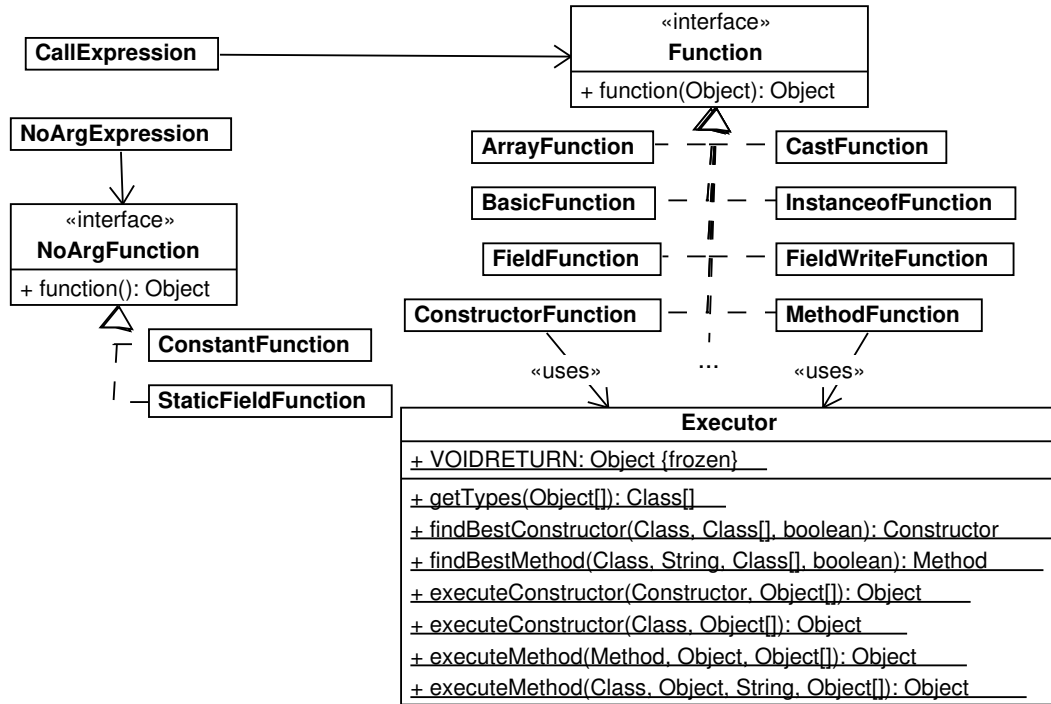 «interface»
Function
+ function(Object): Object
CallExpression
NoArgExpression
«interface»
NoArgFunction
+ function(): Object
ConstantFunction
StaticFieldFunction
ArrayFunction
CastFunction
BasicFunction
InstanceofFunction
FieldFunction
FieldWriteFunction
ConstructorFunction
MethodFunction
...
«uses»
«uses»
Executor
+ VOIDRETURN: Object {frozen}
+ getTypes(Object[]): Class[]
+ findBestConstructor(Class, Class[], boolean): Constructor
+ findBestMethod(Class, String, Class[], boolean): Method
+ executeConstructor(Constructor, Object[]): Object
+ executeConstructor(Class, Object[]): Object
+ executeMethod(Method, Object, Object[]): Object
+ executeMethod(Class, Object, String, Object[]): Object